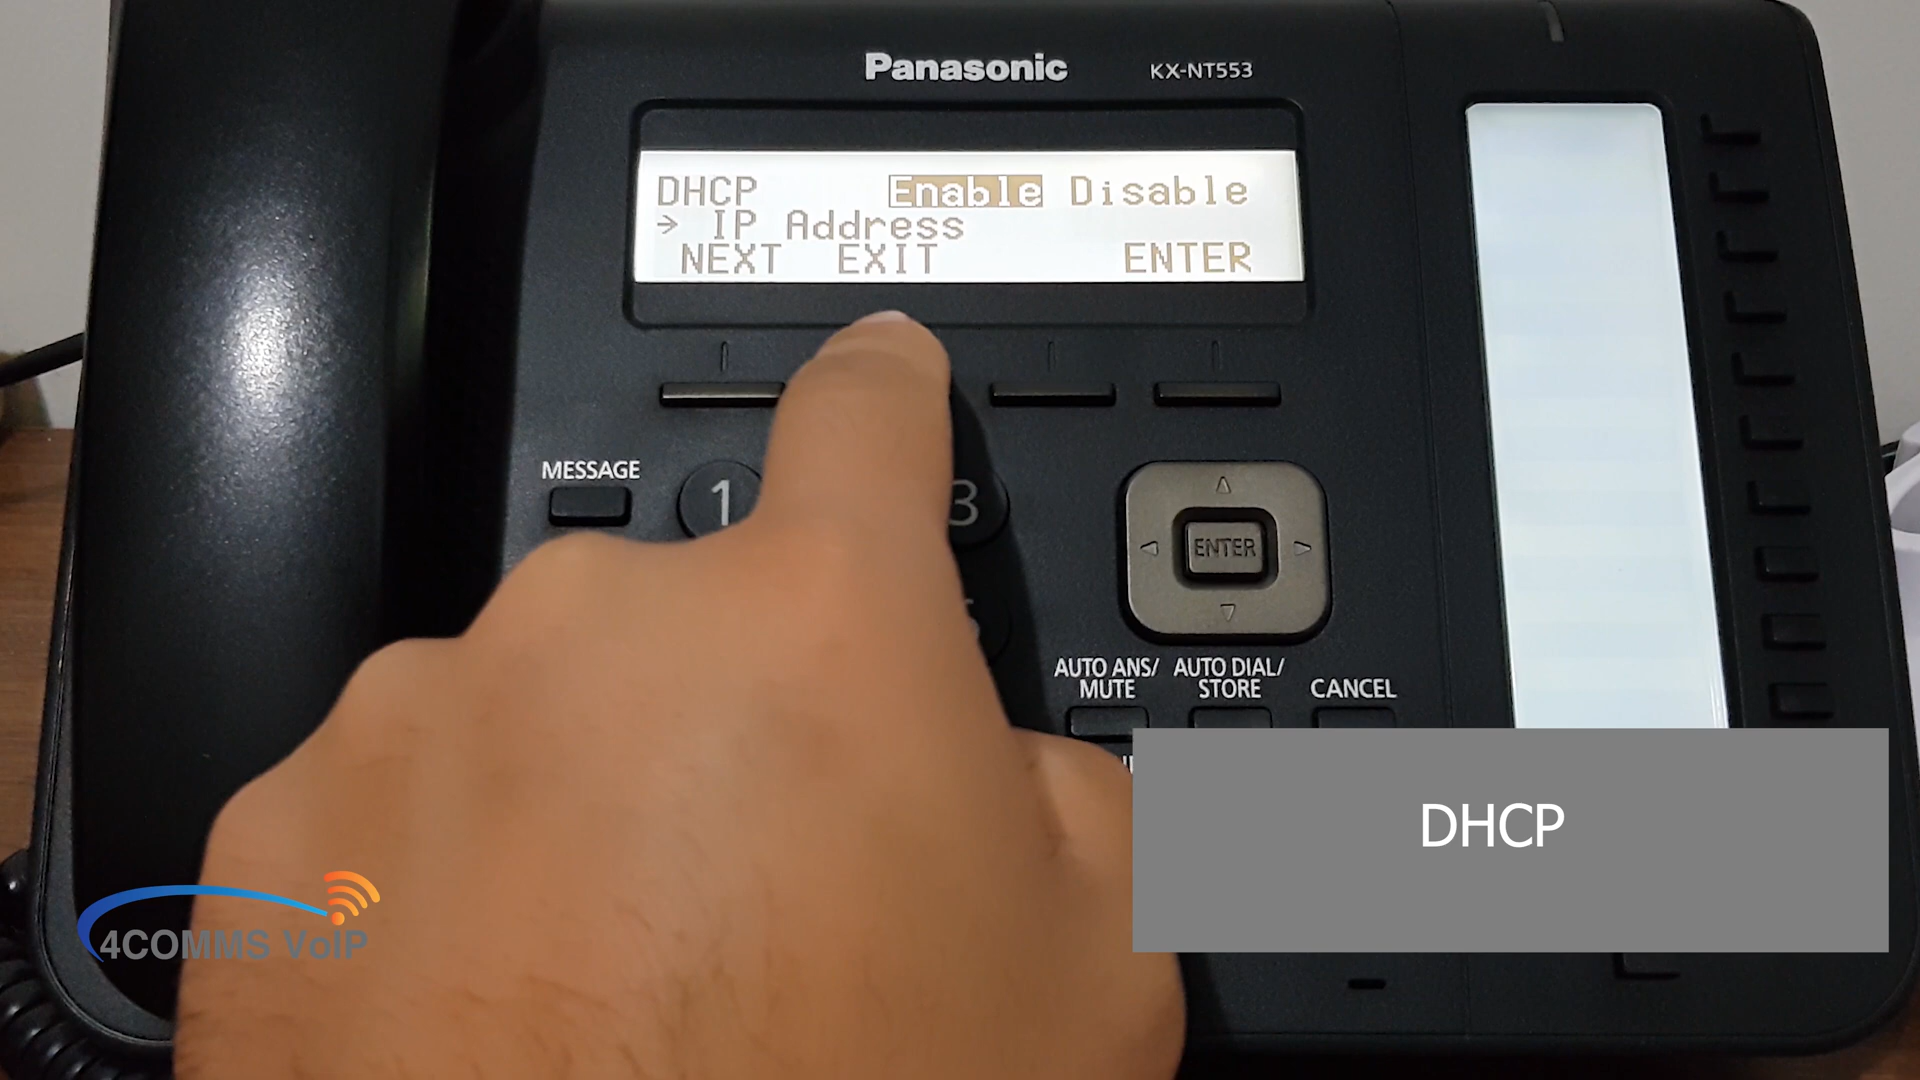 Panasonic KX-NT553
DHCP Enable Disable
→ IP Address
NEXT EXIT ENTER
MESSAGE
1 3
ENTER
AUTO ANS/ MUTE
AUTO DIAL/ STORE
CANCEL
DHCP
4COMMS VoIP